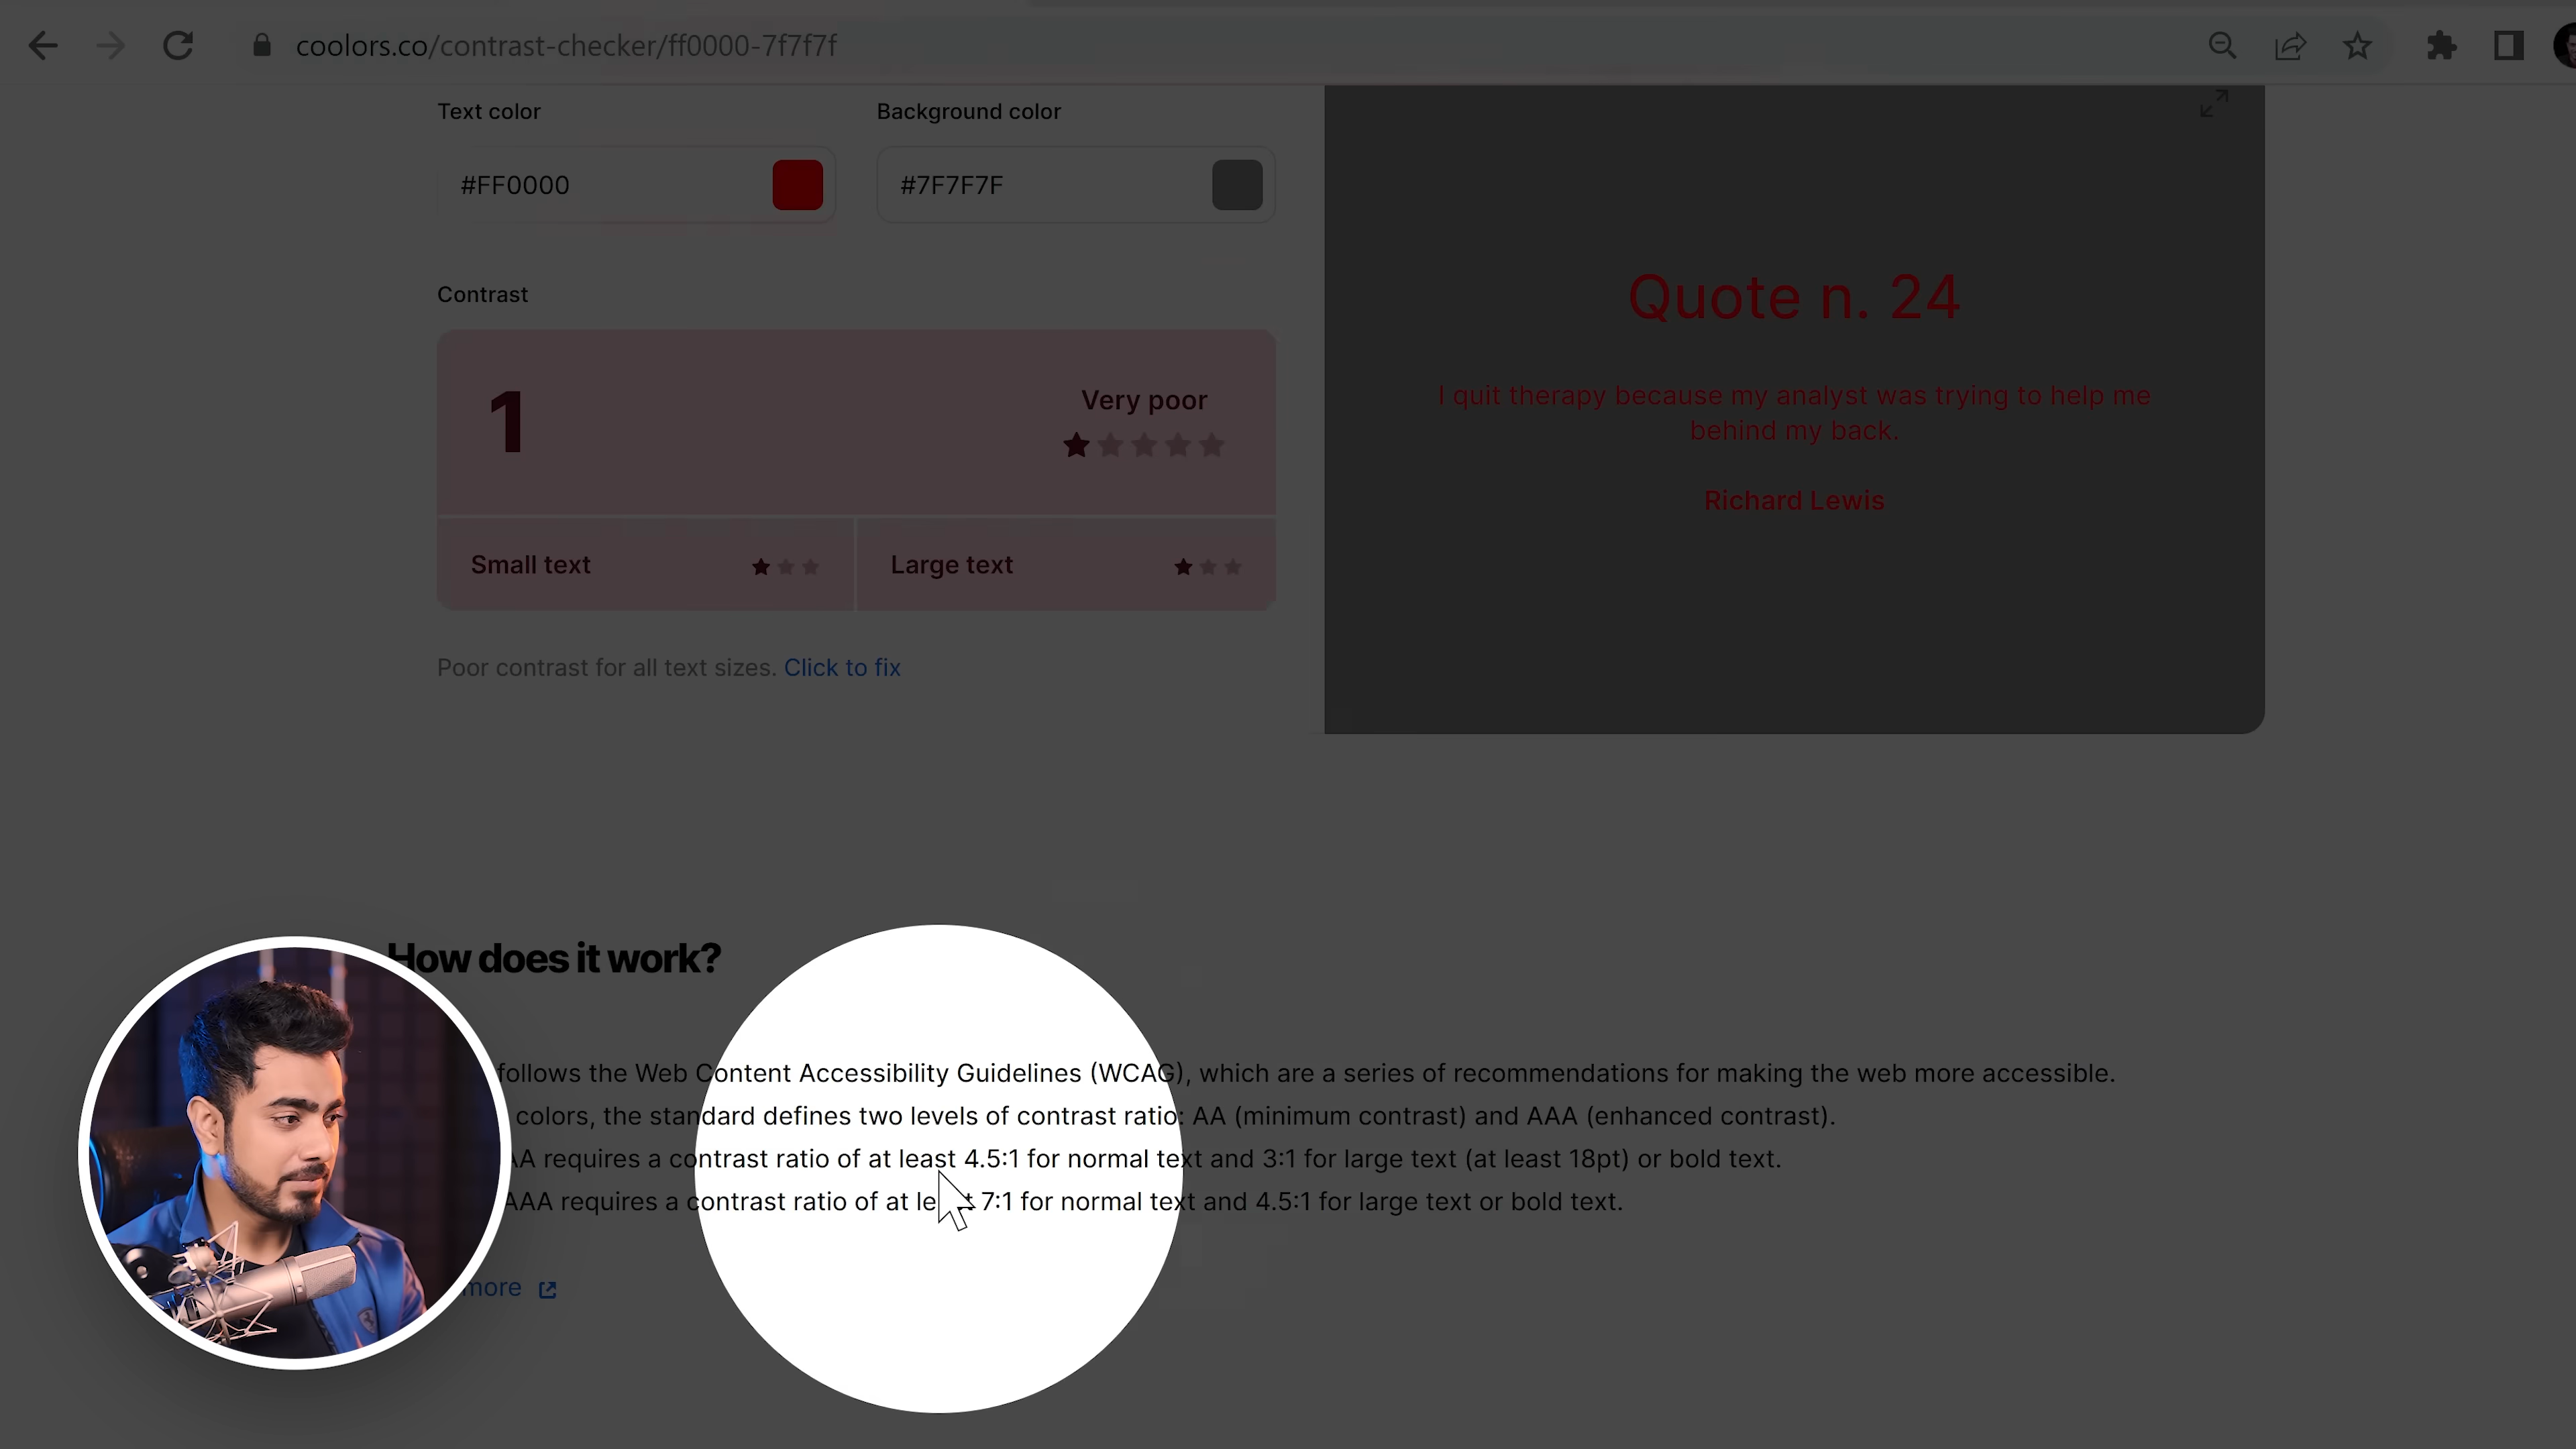 coolors.co/contrast-checker/ff0000-7f7f7f
Text color
Background color
#FF0000
#7F7F7F
Contrast
1
Very poor
Small text
Large text
Poor contrast for all text sizes. Click to fix
Quote n. 24
I quit therapy because my analyst was trying to help me
behind my back.
Richard Lewis
How does it work?
follows the Web Content Accessibility Guidelines (WCAG), which are a series of recommendations for making the web more accessible.
colors, the standard defines two levels of contrast ratio: AA (minimum contrast) and AAA (enhanced contrast).
AA requires a contrast ratio of at least 4.5:1 for normal text and 3:1 for large text (at least 18pt) or bold text.
AAA requires a contrast ratio of at least 7:1 for normal text and 4.5:1 for large text or bold text.
more